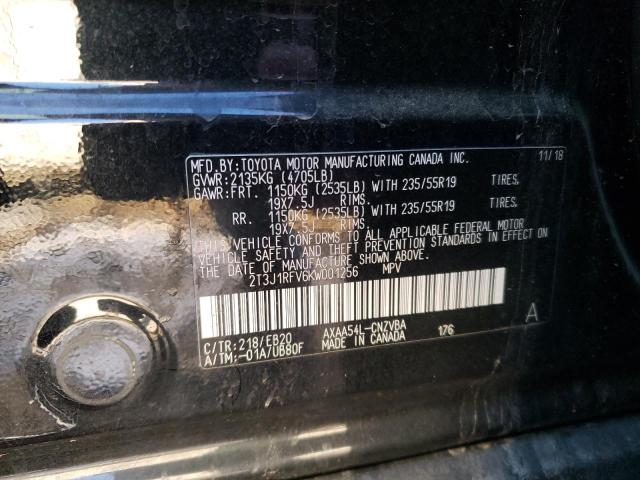 MFD.BY:TOYOTA MOTOR MANUFACTURING CANADA INC. 11/18
GVWR:2135KG (4705LB)
GAWR:FRT. 1150KG (2535LB) WITH 235/55R19 TIRES.
19X7.5J RIMS.
RR. 1150KG (2535LB) WITH 235/55R19 TIRES.
19X7.5J RIMS.
THIS VEHICLE CONFORMS TO ALL APPLICABLE FEDERAL MOTOR
VEHICLE SAFETY AND THEFT PREVENTION STANDARDS IN EFFECT ON
THE DATE OF MANUFACTURE SHOWN ABOVE.
2T3J1RFV6KW001256 MPV
A
C/TR:218/EB20 AXAA54L-CNZVBA 176
A/TM:-01A/UB80F MADE IN CANADA